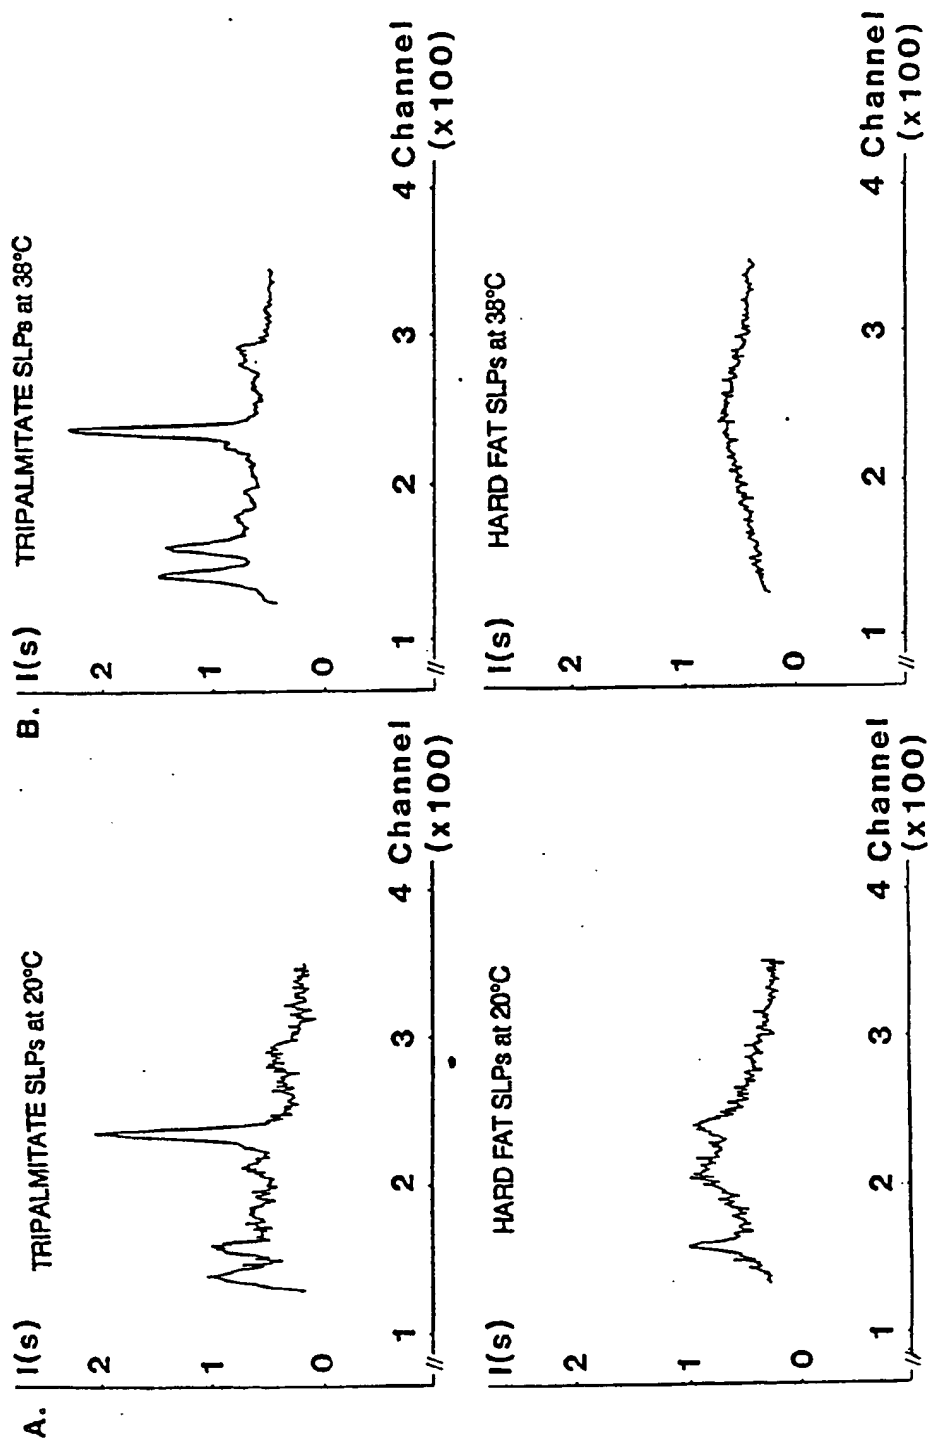 A.
I(s)
TRIPALMITATE SLPs at 20°C
2
1
0
1
2
3
4
Channel
(x100)
HARD FAT SLPs at 20°C
I(s)
2
1
0
1
2
3
4
Channel
(x100)
B.
I(s)
TRIPALMITATE SLPs at 38°C
2
1
0
1
2
3
4
Channel
(x100)
HARD FAT SLPs at 38°C
I(s)
2
1
0
1
2
3
4
Channel
(x100)